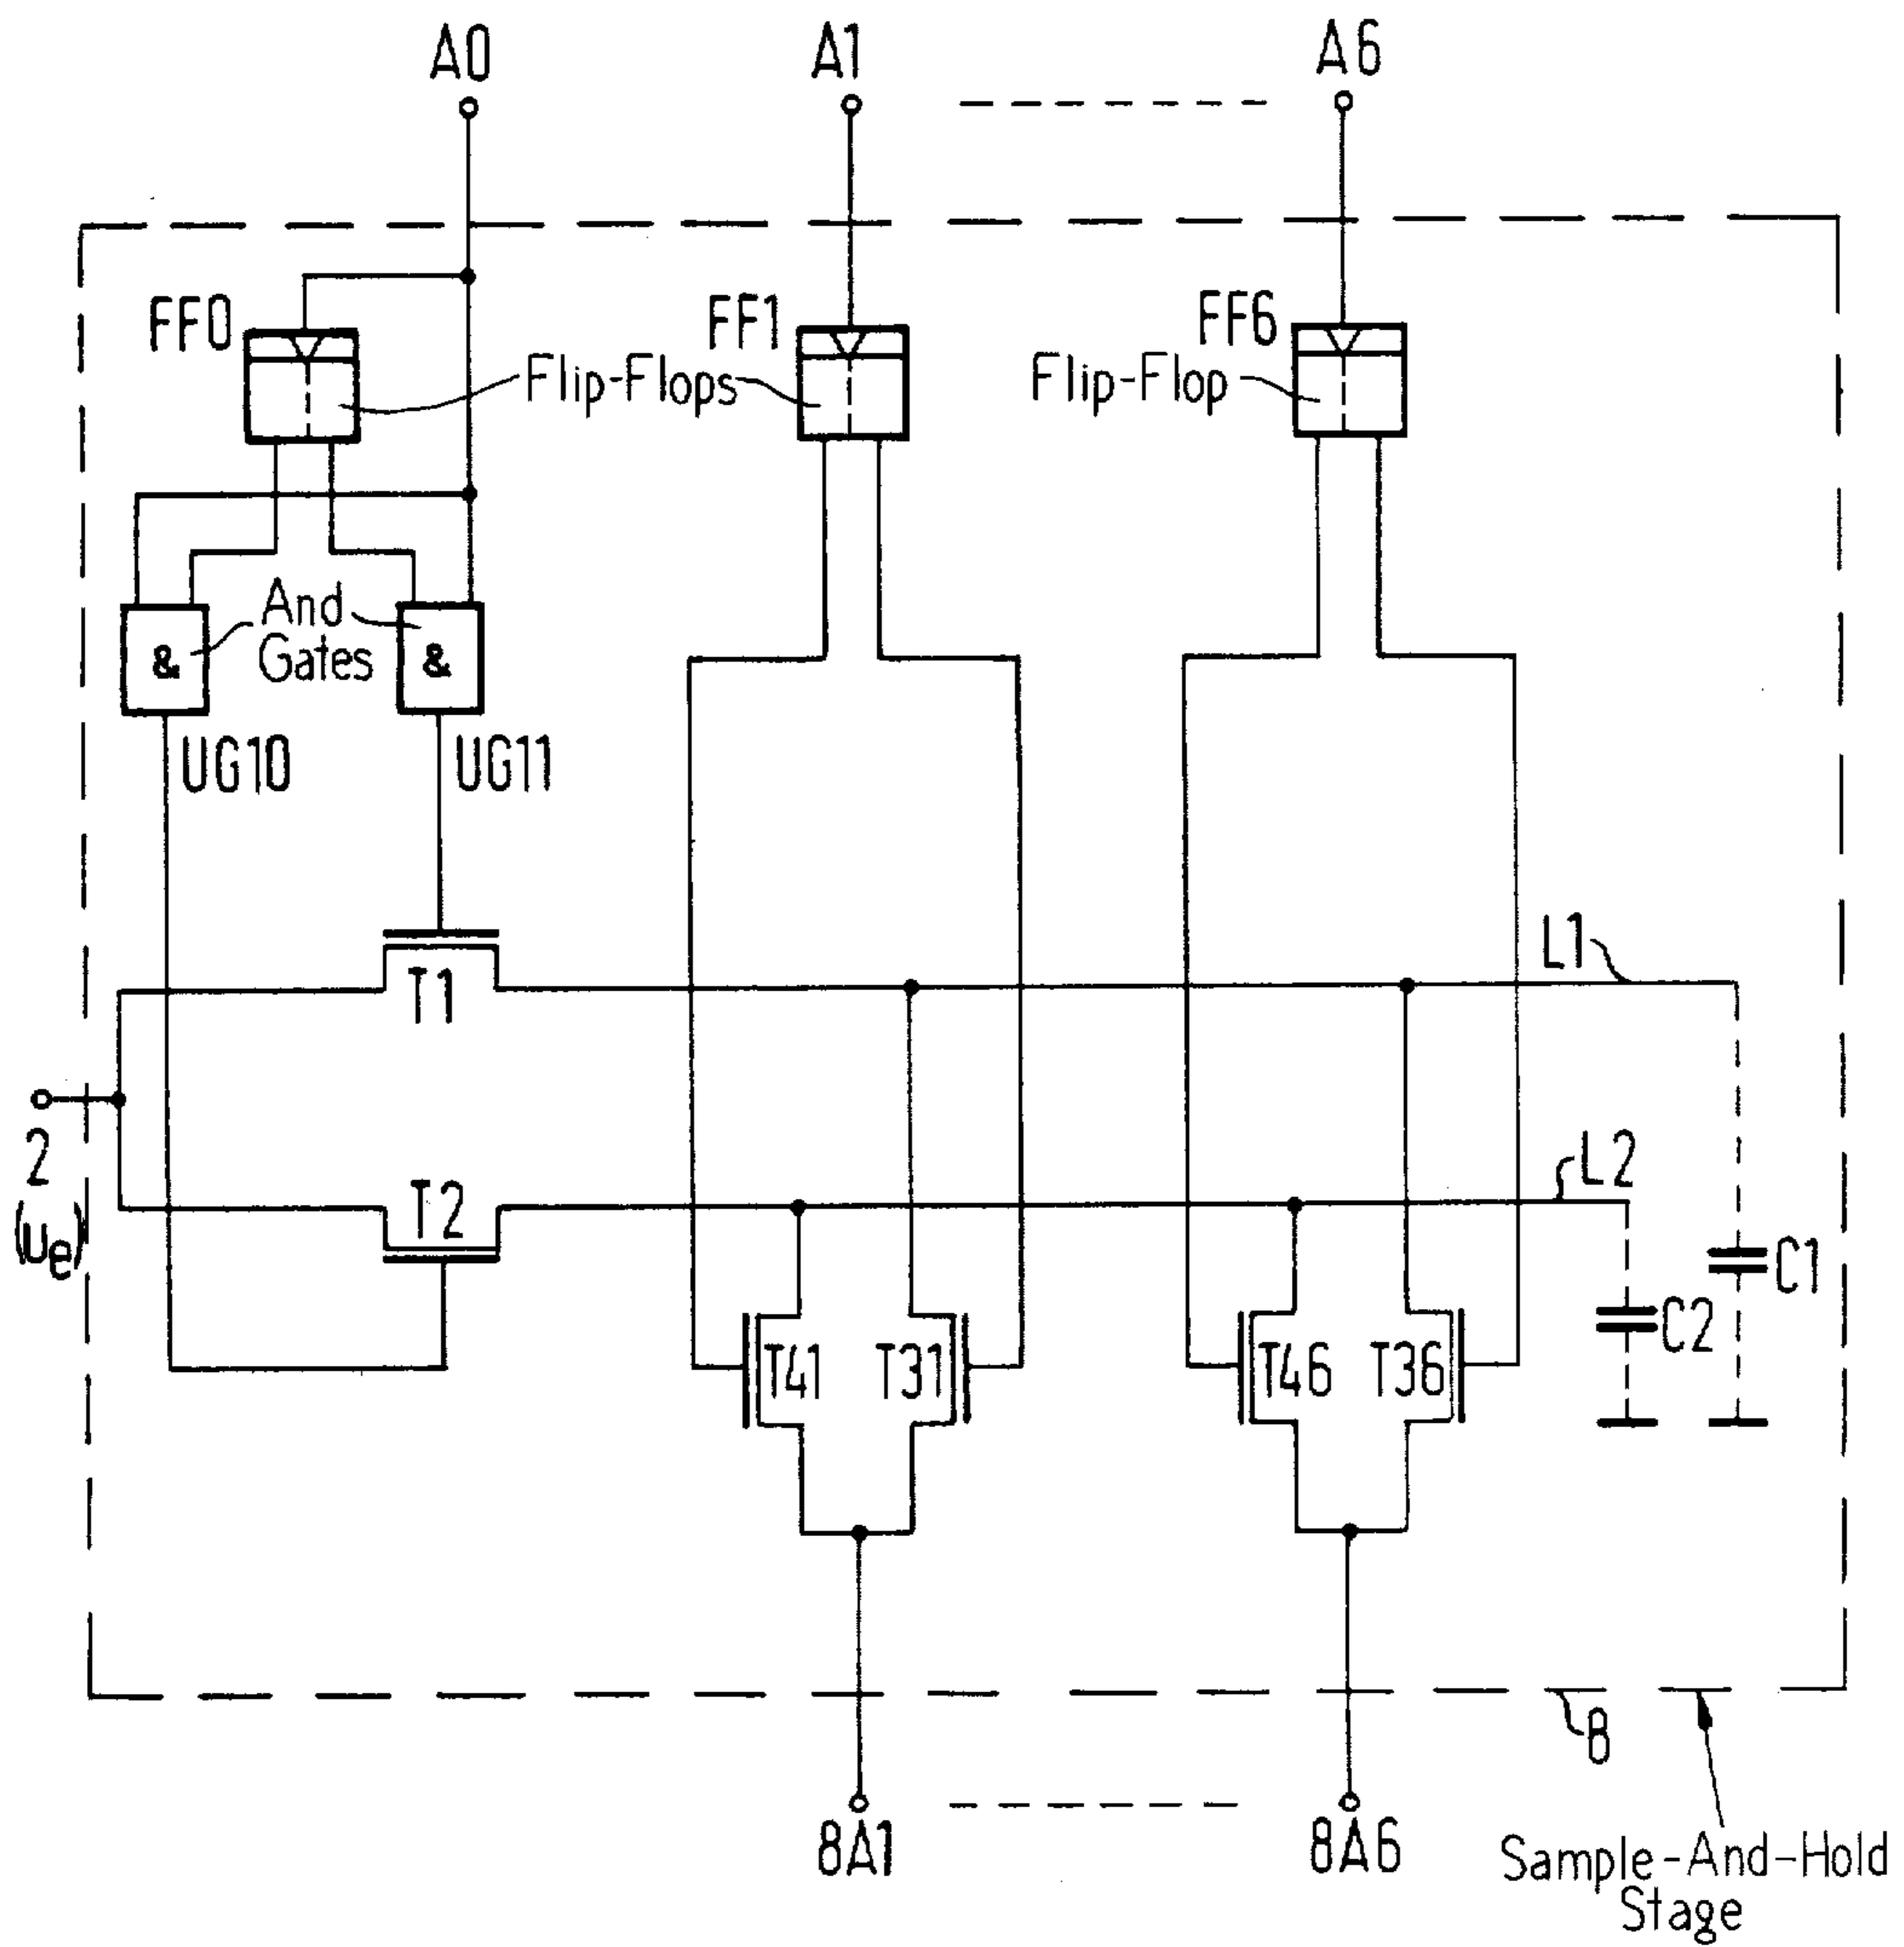 A0
A1
A6
FF0
FF1
FF6
Flip-Flops
Flip-Flop
And
Gates
&
&
UG10
UG11
T1
L1
2
(ue)
T2
L2
C1
C2
T41
T31
T46
T36
8
8A1
8A6
Sample-And-Hold
Stage